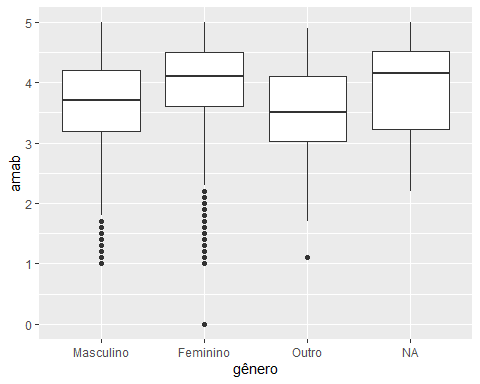 5
4
3
2
1
0
amab
Masculino
Feminino
Outro
NA
gênero